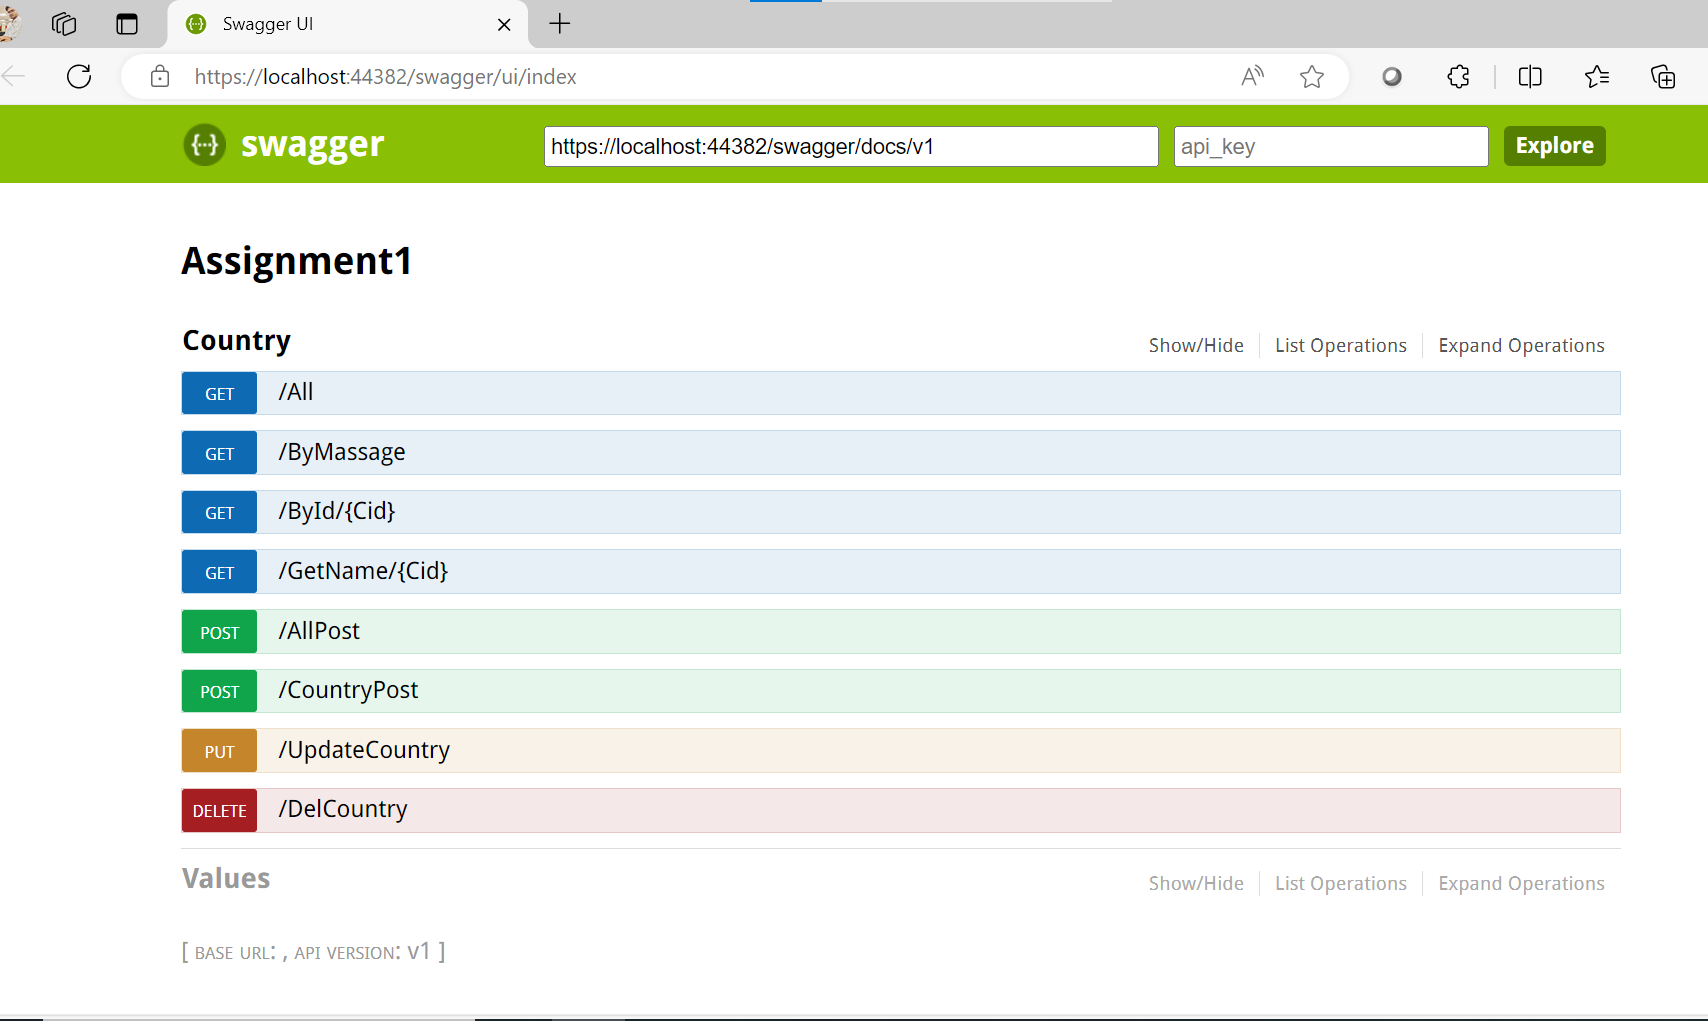 Swagger UI
https://localhost:44382/swagger/ui/index
swagger
https://localhost:44382/swagger/docs/v1
api_key
Explore
Assignment1
Country
Show/Hide
List Operations
Expand Operations
GET /All
GET /ByMassage
GET /ById/{Cid}
GET /GetName/{Cid}
POST /AllPost
POST /CountryPost
PUT /UpdateCountry
DELETE /DelCountry
Values
Show/Hide
List Operations
Expand Operations
[ BASE URL: , API VERSION: v1 ]